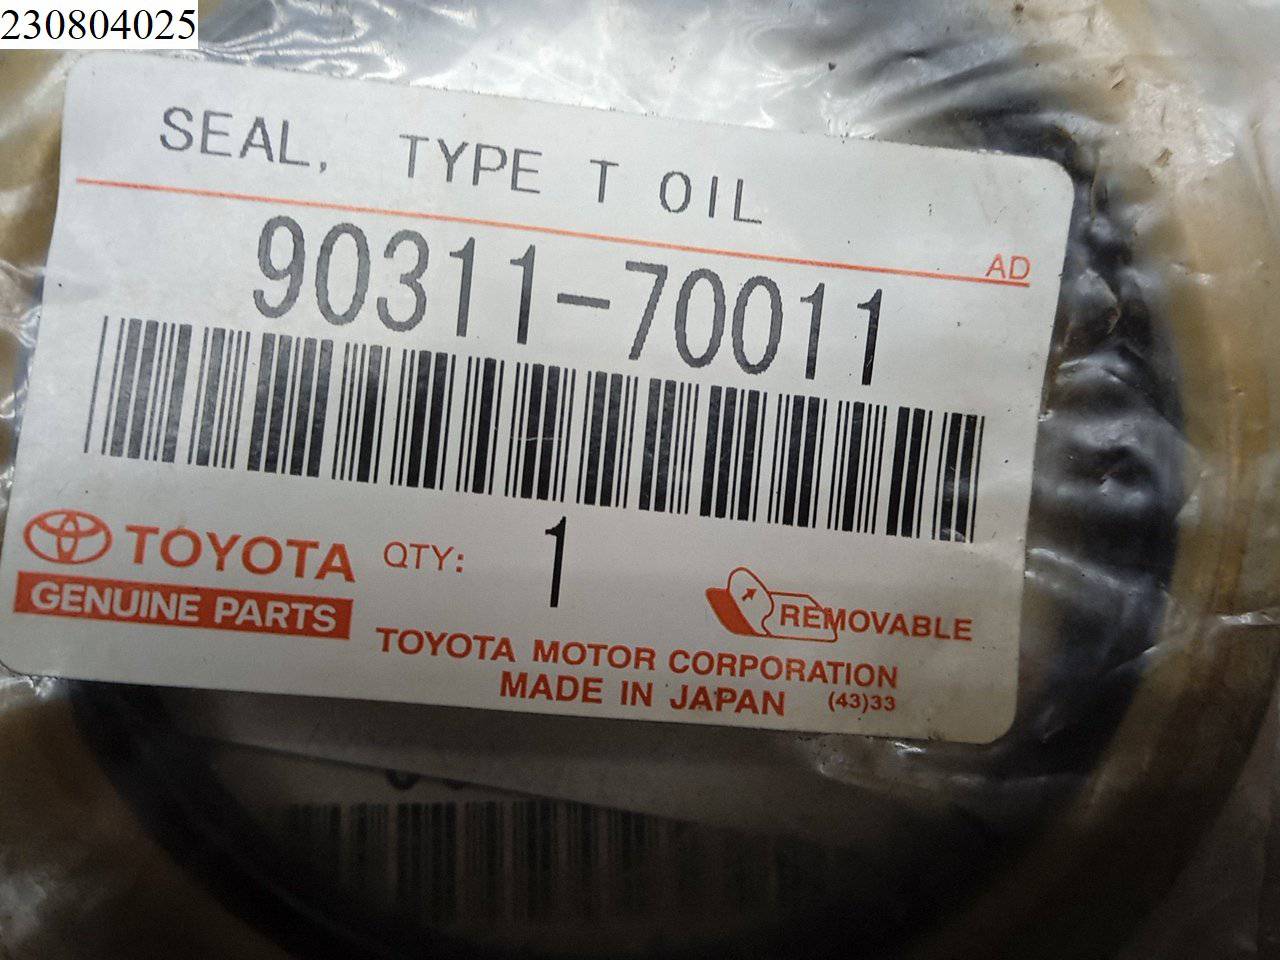 230804025
SEAL, TYPE T OIL
AD
90311-70011
TOYOTA
QTY: 1
GENUINE PARTS
REMOVABLE
TOYOTA MOTOR CORPORATION
MADE IN JAPAN (43)33